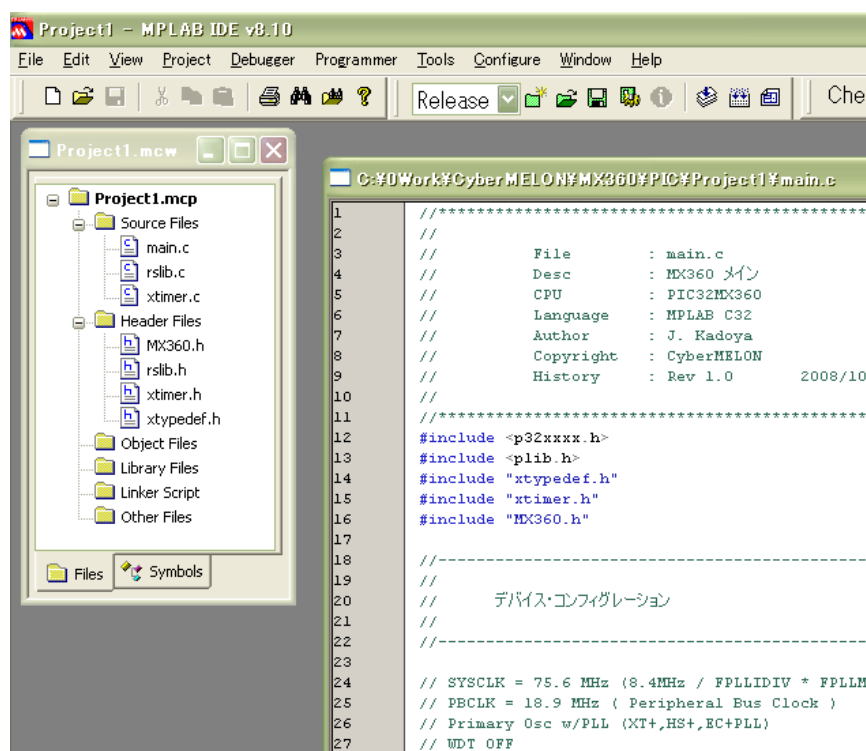 Project1 - MPLAB IDE v8.10
File Edit View Project Debugger Programmer Tools Configure Window Help
Release
Che
Project1.mcw
Project1.mcp
Source Files
main.c
rslib.c
xtimer.c
Header Files
MX360.h
rslib.h
xtimer.h
xtypedef.h
Object Files
Library Files
Linker Script
Other Files
Files Symbols
C:¥0Work¥CyberMELON¥MX360¥PIC¥Project1¥main.c
1 //*******************************************
2 //
3 // File : main.c
4 // Desc : MX360 メイン
5 // CPU : PIC32MX360
6 // Language : MPLAB C32
7 // Author : J. Kadoya
8 // Copyright : CyberMELON
9 // History : Rev 1.0 2008/10
10 //
11 //*******************************************
12 #include <p32xxxx.h>
13 #include <plib.h>
14 #include "xtypedef.h"
15 #include "xtimer.h"
16 #include "MX360.h"
17
18 //-------------------------------------------
19 //
20 // デバイス・コンフィグレーション
21 //
22 //-------------------------------------------
23
24 // SYSCLK = 75.6 MHz (8.4MHz / FPLLIDIV * FPLLM
25 // PBCLK = 18.9 MHz ( Peripheral Bus Clock )
26 // Primary Osc w/PLL (XT+,HS+,EC+PLL)
27 // WDT OFF